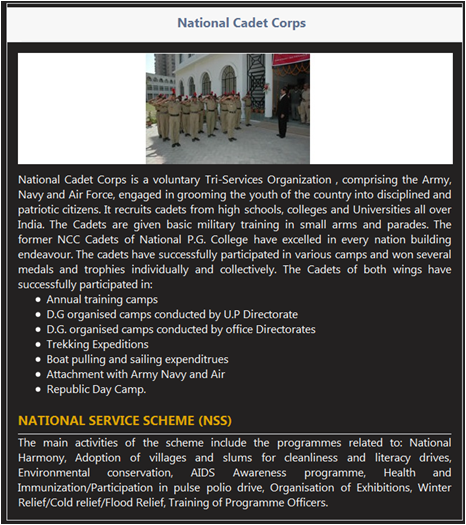 National Cadet Corps
National Cadet Corps is a voluntary Tri-Services Organization , comprising the Army,
Navy and Air Force, engaged in grooming the youth of the country into disciplined and
patriotic citizens. It recruits cadets from high schools, colleges and Universities all over
India. The Cadets are given basic military training in small arms and parades. The
former NCC Cadets of National P.G. College have excelled in every nation building
endeavour. The cadets have successfully participated in various camps and won several
medals and trophies individually and collectively. The Cadets of both wings have
successfully participated in:
• Annual training camps
• D.G organised camps conducted by U.P Directorate
• D.G. organised camps conducted by office Directorates
• Trekking Expeditions
• Boat pulling and sailing expenditrues
• Attachment with Army Navy and Air
• Republic Day Camp.
NATIONAL SERVICE SCHEME (NSS)
The main activities of the scheme include the programmes related to: National
Harmony, Adoption of villages and slums for cleanliness and literacy drives,
Environmental conservation, AIDS Awareness programme, Health and
Immunization/Participation in pulse polio drive, Organisation of Exhibitions, Winter
Relief/Cold relief/Flood Relief, Training of Programme Officers.